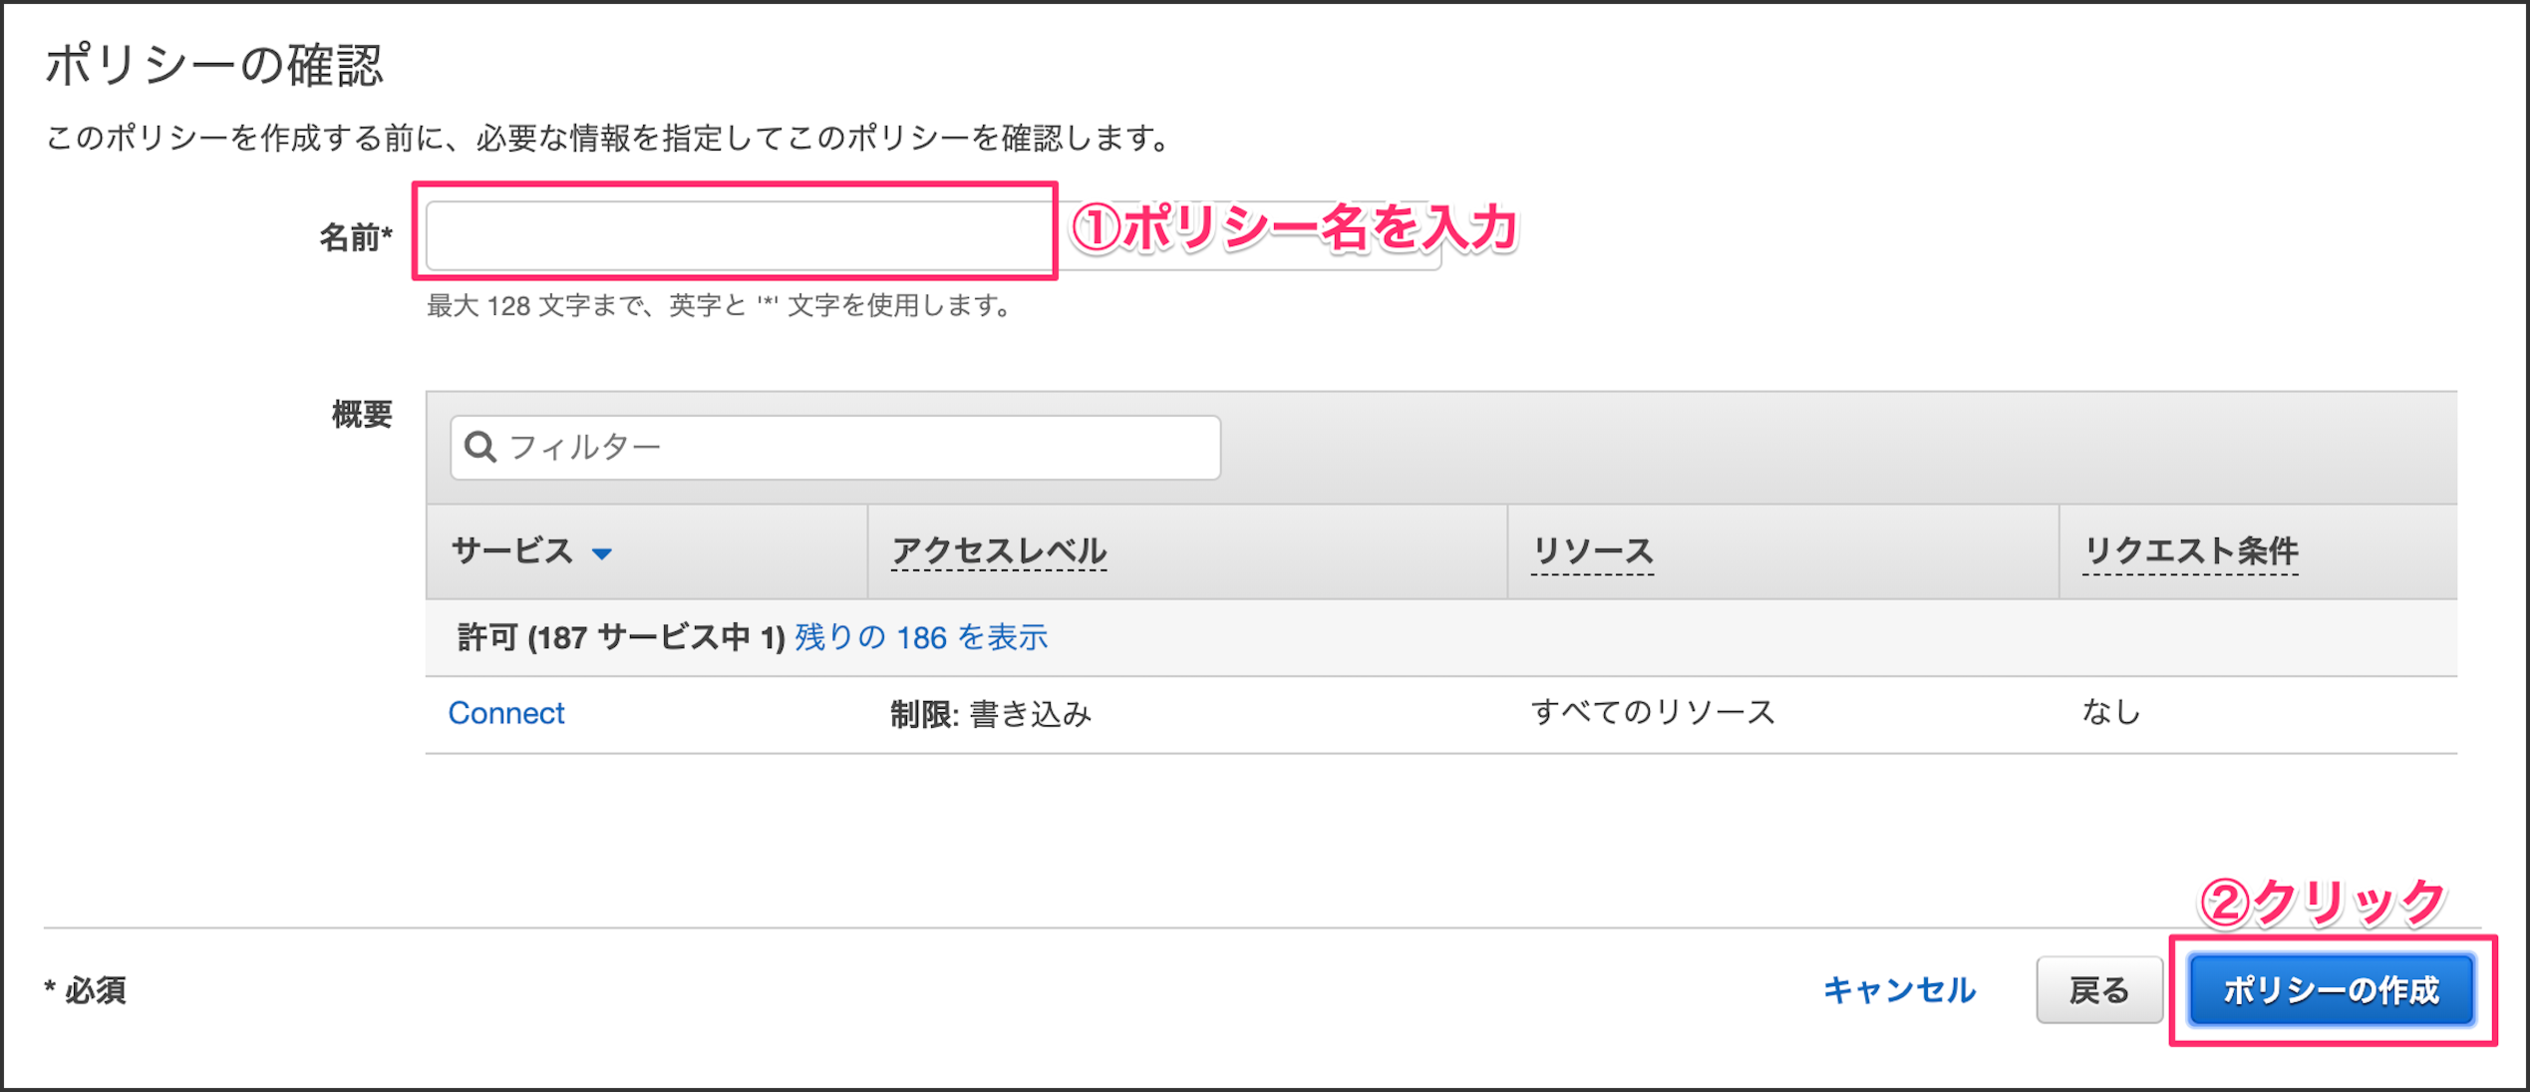 ポリシーの確認
このポリシーを作成する前に、必要な情報を指定してこのポリシーを確認します。
名前*
①ポリシー名を入力
最大 128 文字まで、英字と '*' 文字を使用します。
概要
フィルター
サービス アクセスレベル リソース リクエスト条件
許可 (187 サービス中 1) 残りの 186 を表示
Connect 制限: 書き込み すべてのリソース なし
②クリック
* 必須 キャンセル 戻る ポリシーの作成